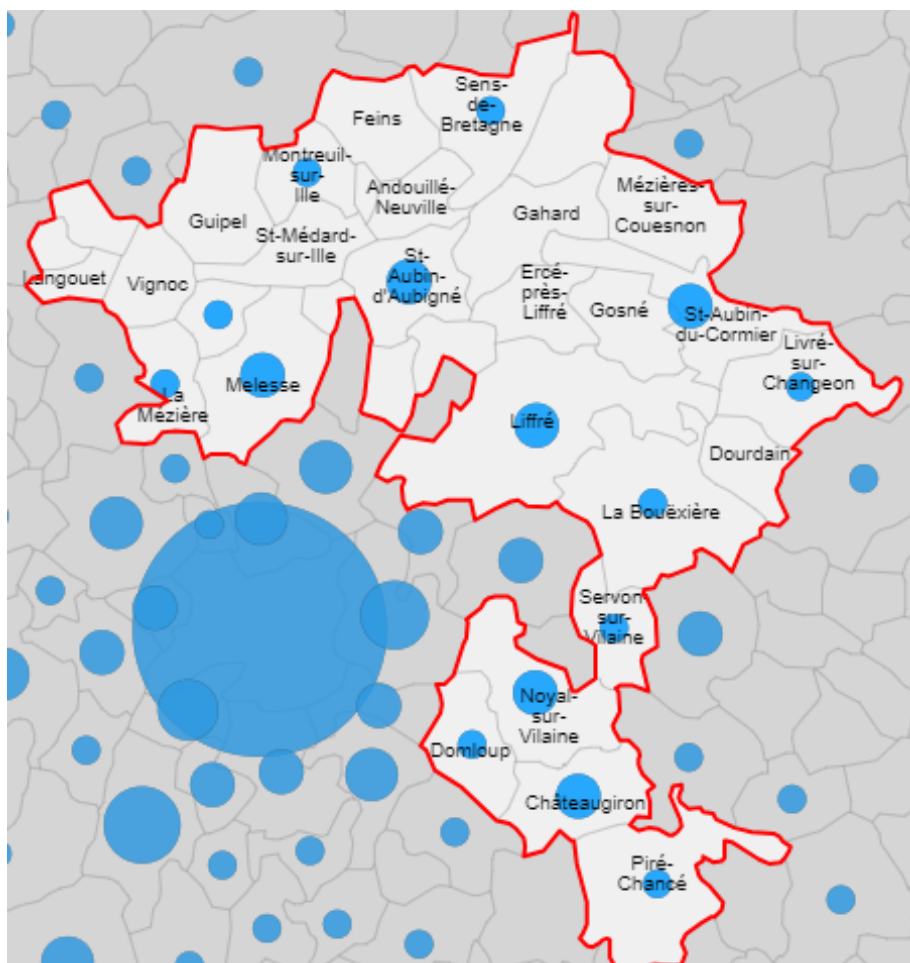 Sens-
de-
Bretagne
Feins
Montreuil-
sur-
Ille
Andouillé-
Neuville
Mézières-
sur-
Couesnon
Guipel
Gahard
St-Médard-
sur-Ille
St-
Aubin-
d'Aubigné
Langouet
Vignoc
Ercé-
près-
Liffré
Gosné
St-Aubin-
du-Cormier
Livré-
sur-
Changeon
La
Mézière
Melesse
Liffré
Dourdain
La Bouëxière
Servon-
sur-
Vilaine
Noyal-
sur-
Vilaine
Domloup
Châteaugiron
Piré-
Chancé